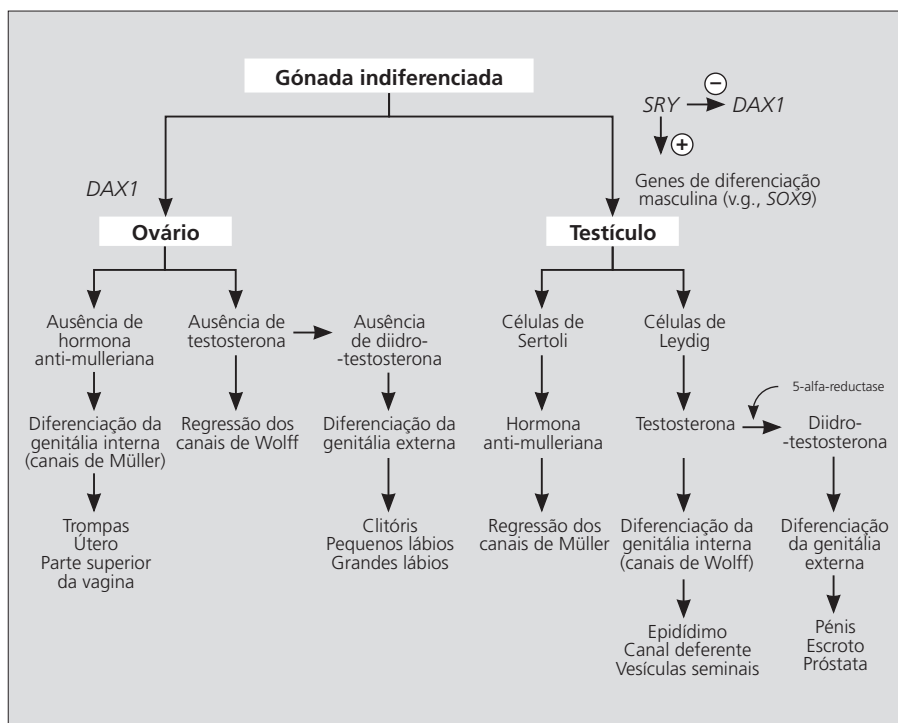 Gónada indiferenciada
SRY − DAX1
+
Genes de diferenciação
masculina (v.g., SOX9)
DAX1
Ovário
Testículo
Ausência de
hormona
anti-mulleriana
Ausência de
testosterona
Ausência
de diidro-
-testosterona
Células de
Sertoli
Células de
Leydig
5-alfa-reductase
Diferenciação da
genitália interna
(canais de Müller)
Regressão dos
canais de Wolff
Diferenciação da
genitália externa
Hormona
anti-mulleriana
Testosterona
Diidro-
-testosterona
Trompas
Útero
Parte superior
da vagina
Clitóris
Pequenos lábios
Grandes lábios
Regressão dos
canais de Müller
Diferenciação da
genitália interna
(canais de Wolff)
Diferenciação
da genitália
externa
Epidídimo
Canal deferente
Vesículas seminais
Pénis
Escroto
Próstata